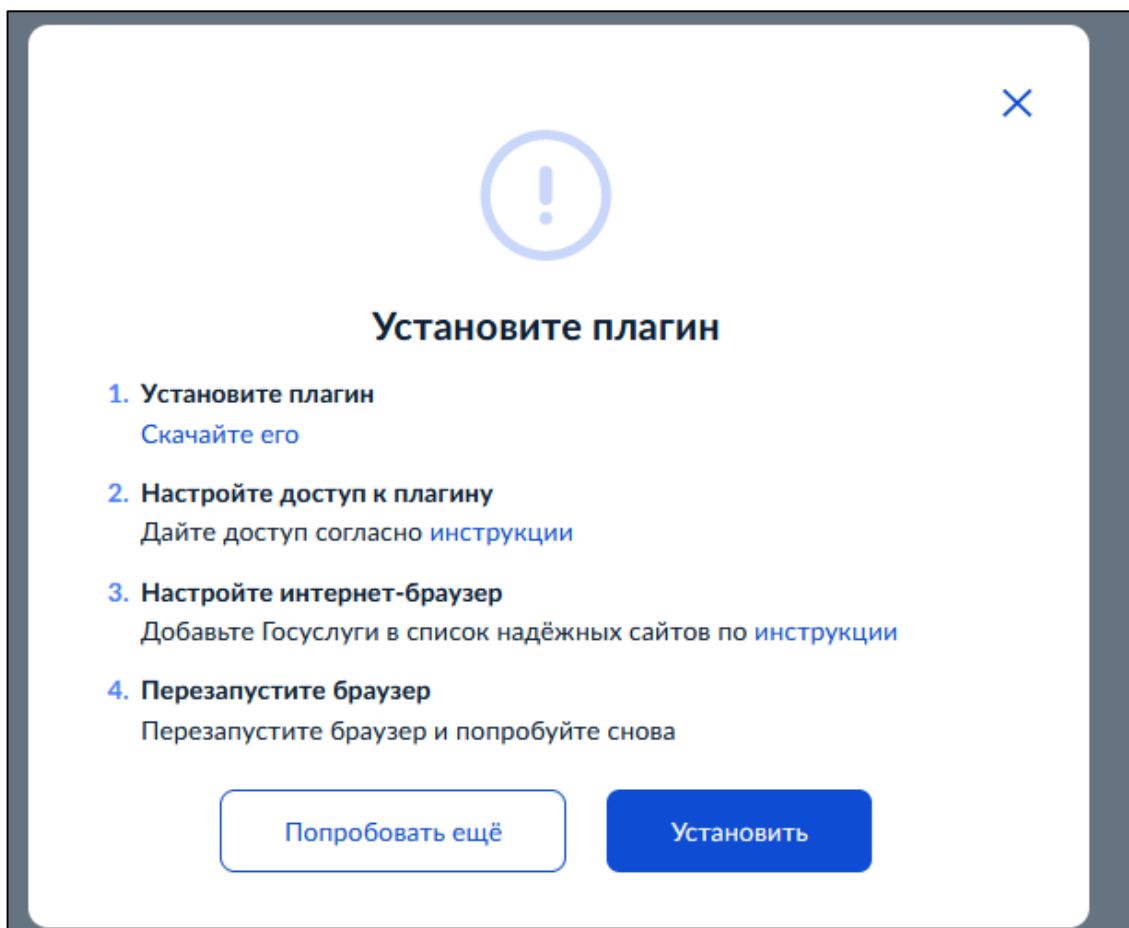 Установите плагин
1. Установите плагин
Скачайте его
2. Настройте доступ к плагину
Дайте доступ согласно инструкции
3. Настройте интернет-браузер
Добавьте Госуслуги в список надёжных сайтов по инструкции
4. Перезапустите браузер
Перезапустите браузер и попробуйте снова
Попробовать ещё
Установить